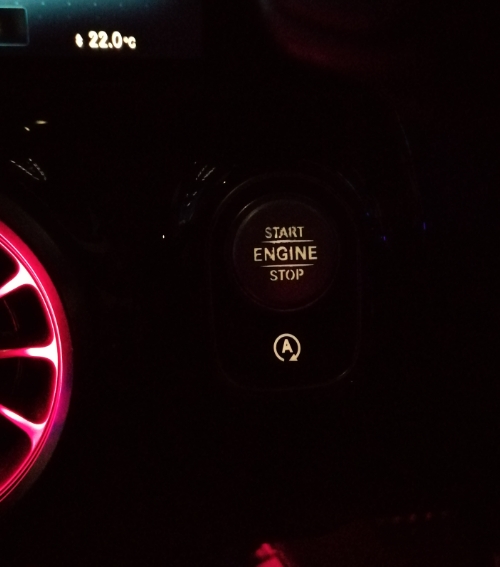 22.0°C
START
ENGINE
STOP
A